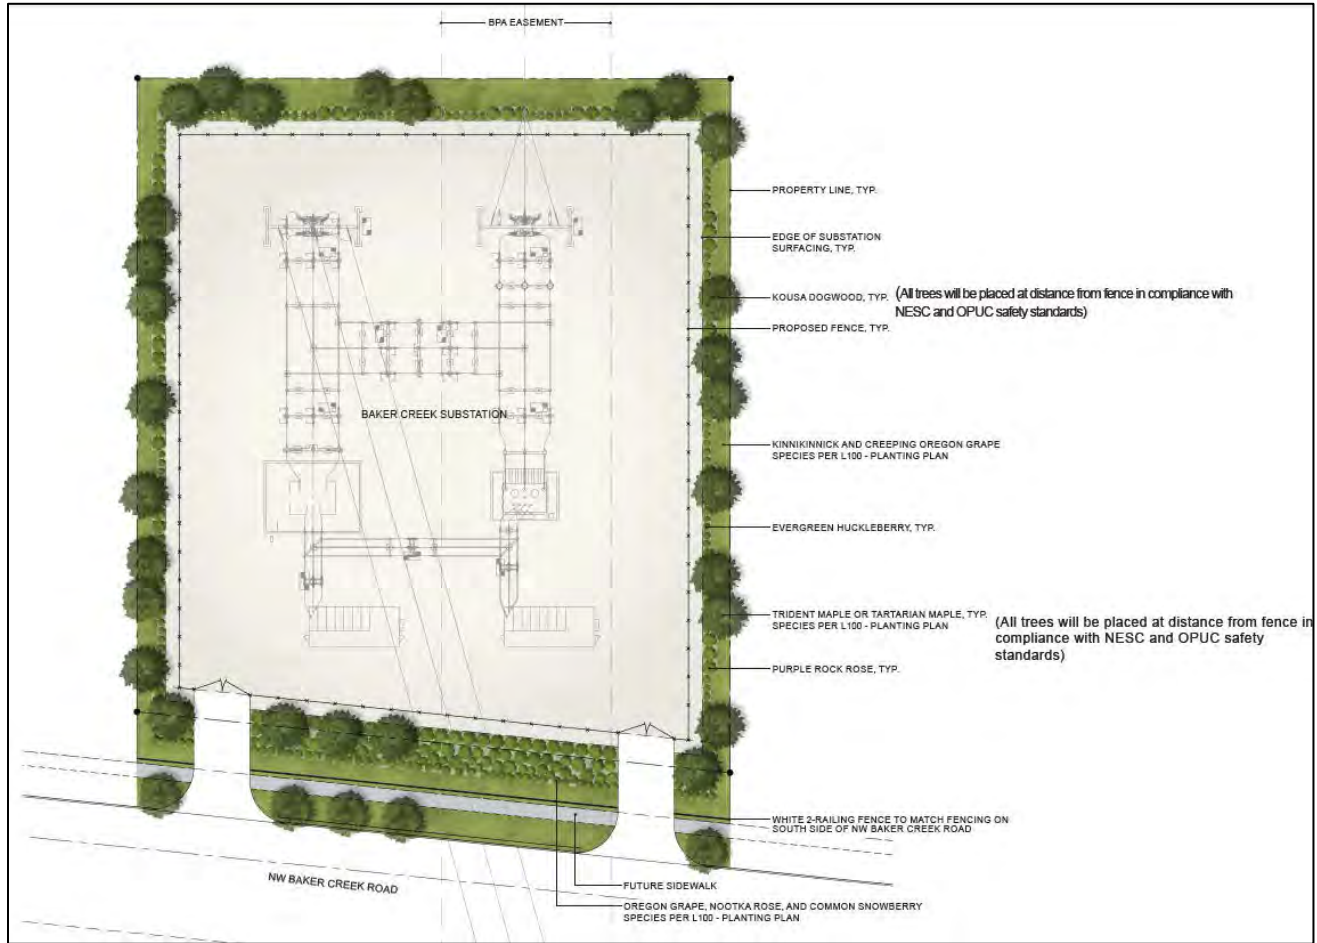 BPA EASEMENT
PROPERTY LINE, TYP.
EDGE OF SUBSTATION
SURFACING, TYP.
KOUSA DOGWOOD, TYP. (All trees will be placed at distance from fence in compliance with
NESC and OPUC safety standards)
PROPOSED FENCE, TYP.
BAKER CREEK SUBSTATION
KINNIKINNICK AND CREEPING OREGON GRAPE
SPECIES PER L100 - PLANTING PLAN
EVERGREEN HUCKLEBERRY, TYP.
TRIDENT MAPLE OR TARTARIAN MAPLE, TYP.
SPECIES PER L100 - PLANTING PLAN
(All trees will be placed at distance from fence in
compliance with NESC and OPUC safety
standards)
PURPLE ROCK ROSE, TYP.
WHITE 2-RAILING FENCE TO MATCH FENCING ON
SOUTH SIDE OF NW BAKER CREEK ROAD
NW BAKER CREEK ROAD
FUTURE SIDEWALK
OREGON GRAPE, NOOTKA ROSE, AND COMMON SNOWBERRY
SPECIES PER L100 - PLANTING PLAN